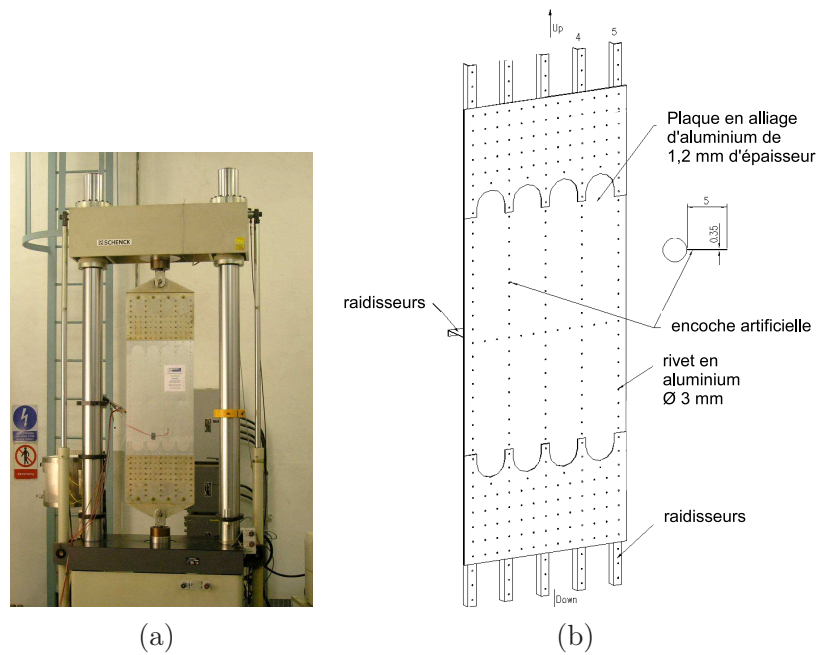 SCHENCK
Up
4
5
Plaque en alliage
d'aluminium de
1,2 mm d'épaisseur
5
0.35
raidisseurs
encoche artificielle
rivet en
aluminium
Ø 3 mm
raidisseurs
Down
(a)
(b)